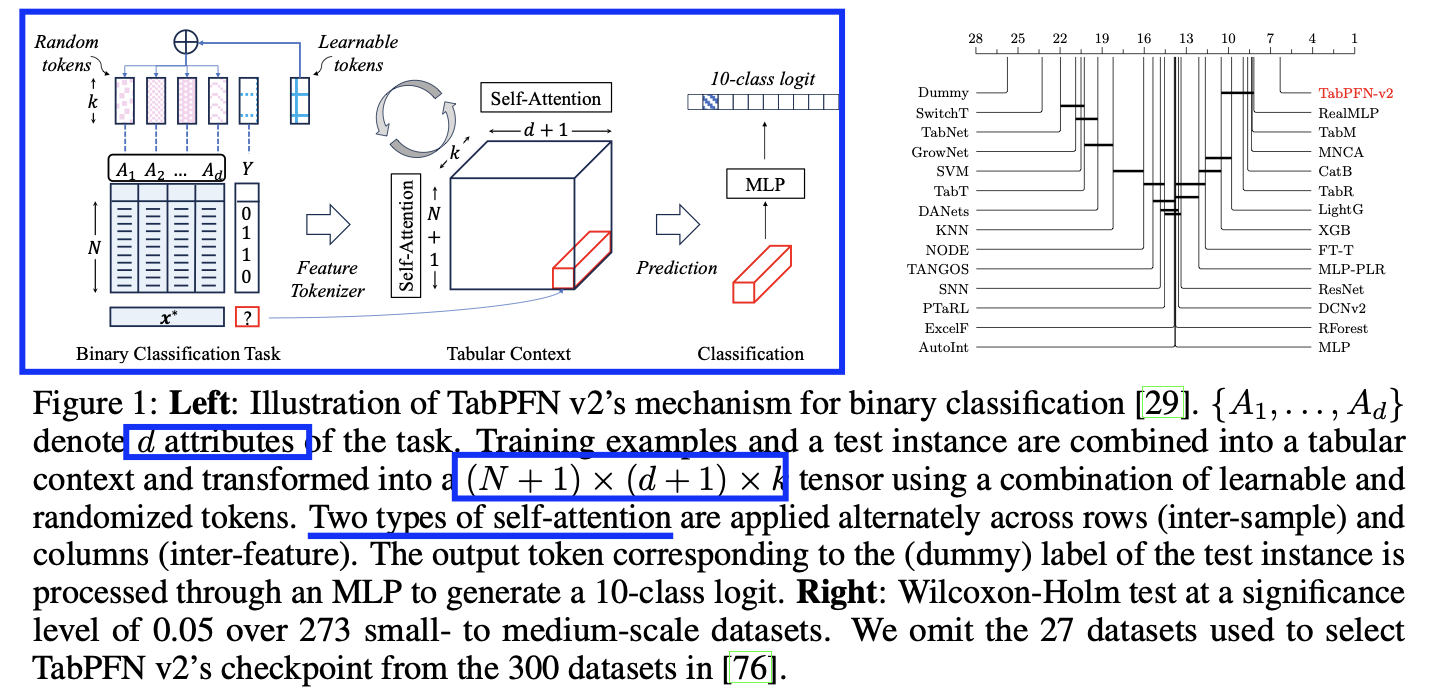 Random tokens
Learnable tokens
k
A₁ A₂ ... A_d Y
N
0
1
1
0
x*
?
Binary Classification Task
Feature Tokenizer
Self-Attention
d + 1
k
Self-Attention
N + 1
Tabular Context
Prediction
10-class logit
MLP
Classification
28 25 22 19 16 13 10 7 4 1
Dummy
SwitchT
TabNet
GrowNet
SVM
TabT
DANets
KNN
NODE
TANGOS
SNN
PTaRL
ExcelF
AutoInt
TabPFN-v2
RealMLP
TabM
MNCA
CatB
TabR
LightG
XGB
FT-T
MLP-PLR
ResNet
DCNv2
RForest
MLP
Figure 1: Left: Illustration of TabPFN v2's mechanism for binary classification [29]. {A₁, . . . , A_d}
denote d attributes of the task. Training examples and a test instance are combined into a tabular
context and transformed into a (N + 1) × (d + 1) × k tensor using a combination of learnable and
randomized tokens. Two types of self-attention are applied alternately across rows (inter-sample) and
columns (inter-feature). The output token corresponding to the (dummy) label of the test instance is
processed through an MLP to generate a 10-class logit. Right: Wilcoxon-Holm test at a significance
level of 0.05 over 273 small- to medium-scale datasets. We omit the 27 datasets used to select
TabPFN v2's checkpoint from the 300 datasets in [76].